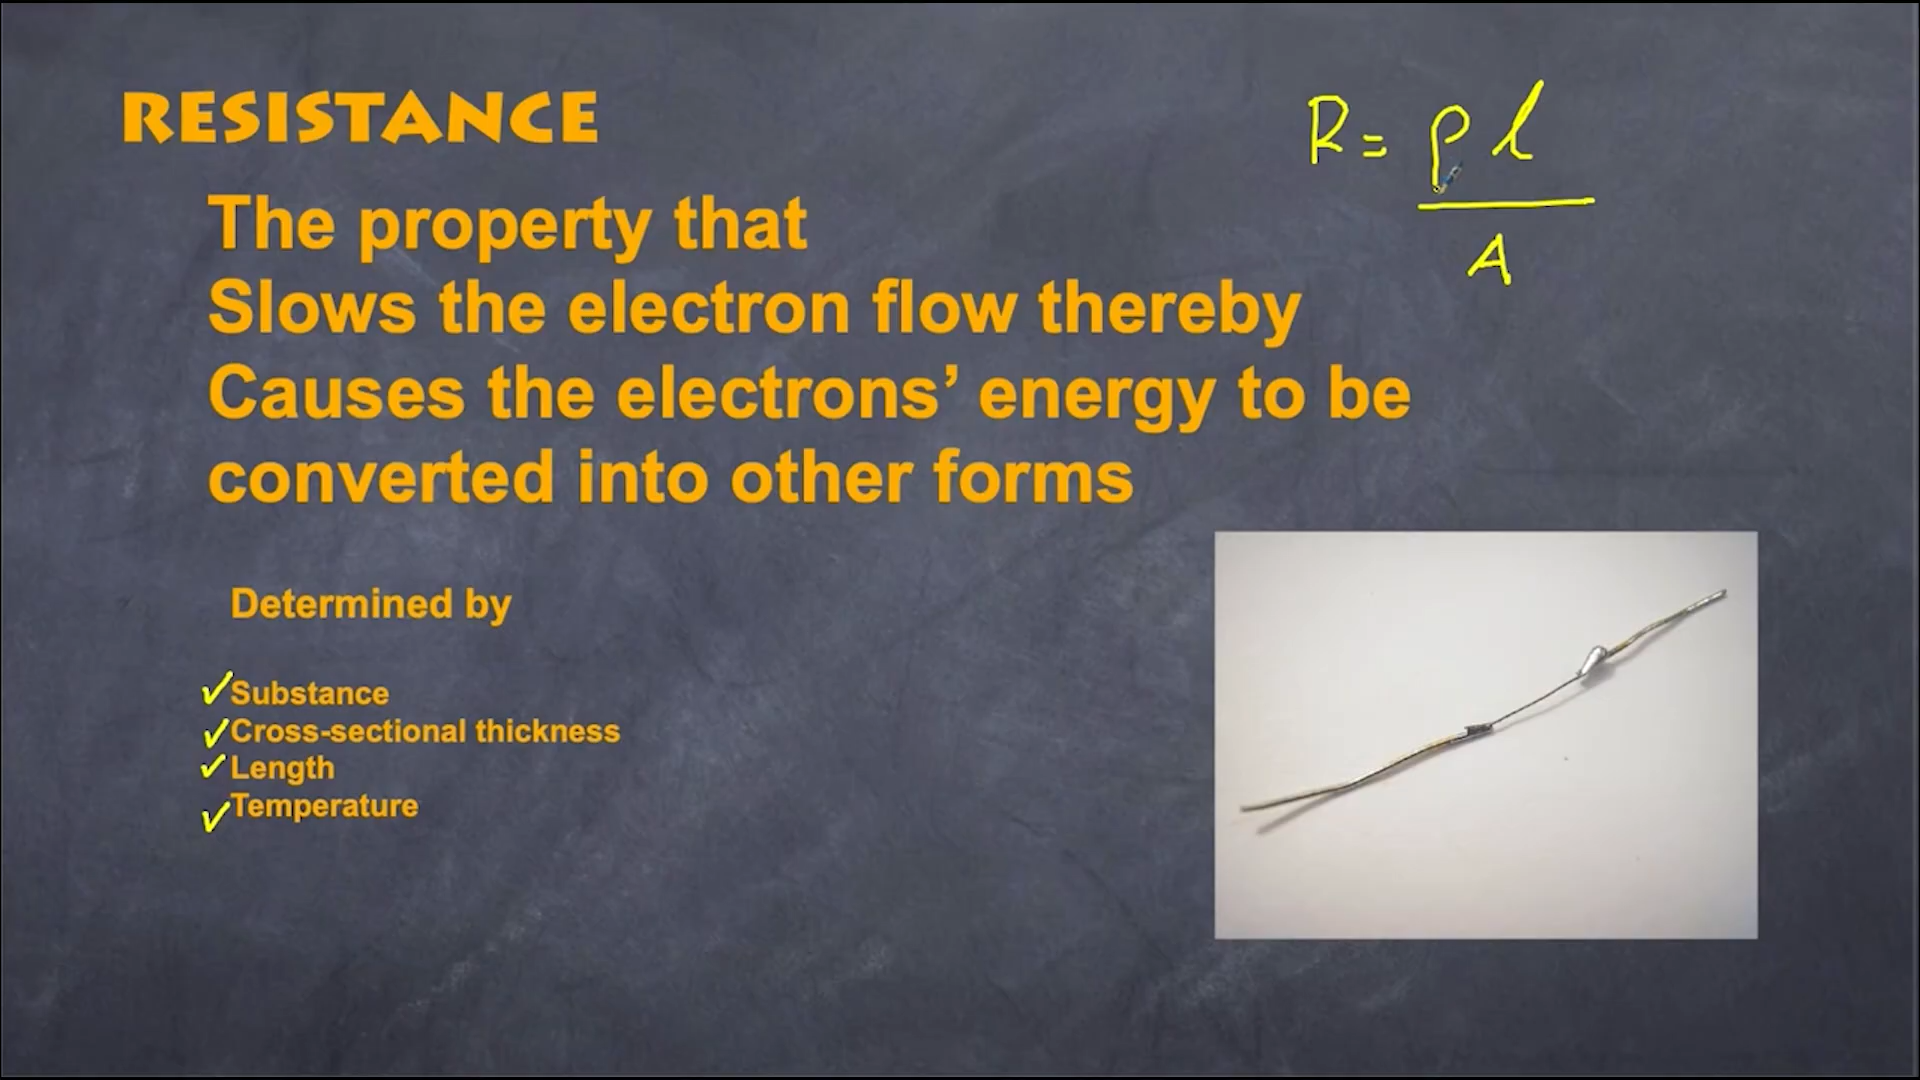 RESISTANCE
R = ρ l
A
The property that
Slows the electron flow thereby
Causes the electrons’ energy to be
converted into other forms
Determined by
✓Substance
✓Cross-sectional thickness
✓Length
✓Temperature